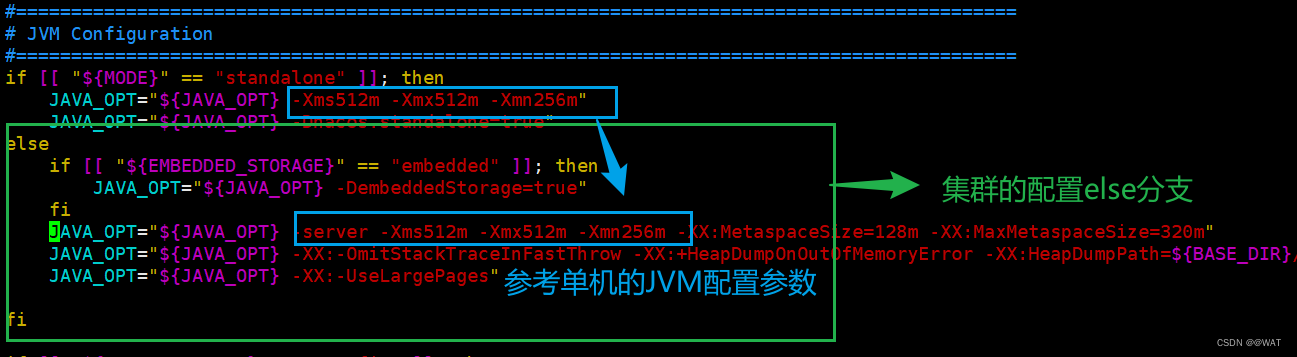 #===========================================================================================
# JVM Configuration
#===========================================================================================
if [[ "${MODE}" == "standalone" ]]; then
    JAVA_OPT="${JAVA_OPT} -Xms512m -Xmx512m -Xmn256m"
    JAVA_OPT="${JAVA_OPT} -Dnacos.standalone=true"
else
    if [[ "${EMBEDDED_STORAGE}" == "embedded" ]]; then
        JAVA_OPT="${JAVA_OPT} -DembeddedStorage=true"
集群的配置else分支
    fi
    JAVA_OPT="${JAVA_OPT} -server -Xms512m -Xmx512m -Xmn256m -XX:MetaspaceSize=128m -XX:MaxMetaspaceSize=320m"
    JAVA_OPT="${JAVA_OPT} -XX:-OmitStackTraceInFastThrow -XX:+HeapDumpOnOutOfMemoryError -XX:HeapDumpPath=${BASE_DIR}/
    JAVA_OPT="${JAVA_OPT} -XX:-UseLargePages"
参考单机的JVM配置参数
fi
CSDN @@WAT